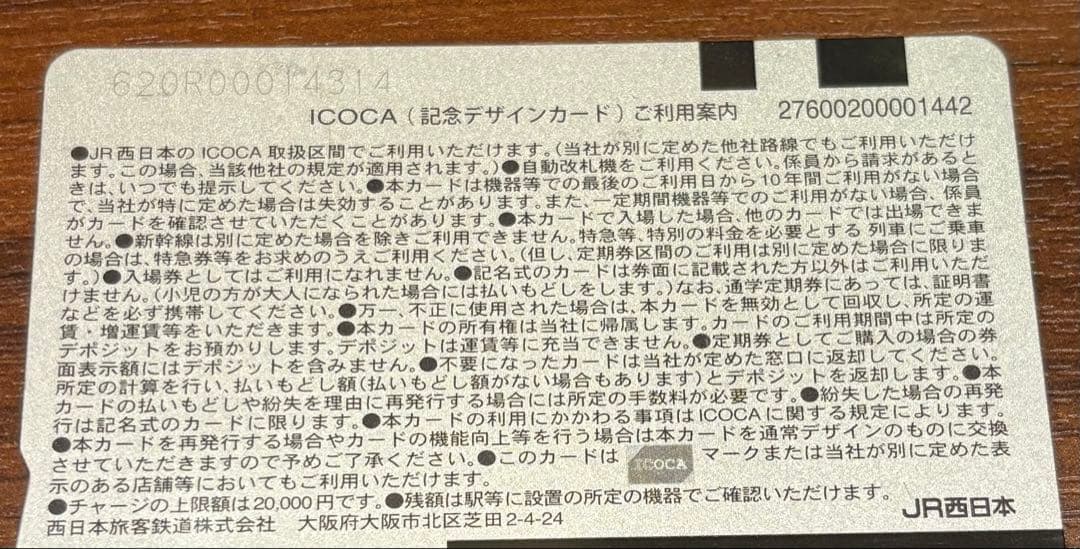 620R00014314
ICOCA（記念デザインカード）ご利用案内 27600200001442
●JR西日本のICOCA取扱区間でご利用いただけます。(当社が別に定めた他社路線でもご利用いただけ
ます。この場合、当該他社の規定が適用されます。)●自動改札機をご利用ください。係員から請求があると
きは、いつでも提示してください。●本カードは機器等での最後のご利用日から10年間ご利用がない場合
で、当社が特に定めた場合は失効することがあります。また、一定期間機器等でのご利用がない場合、係員
がカードを確認させていただくことがあります。●本カードで入場した場合、他のカードでは出場できま
せん。●新幹線は別に定めた場合を除きご利用できません。特急等、特別の料金を必要とする列車にご乗車
の場合は、特急券等をお求めのうえご利用ください。(但し、定期券区間のご利用は別に定めた場合に限りま
す。)●入場券としてはご利用になれません。●記名式のカードは券面に記載された方以外はご利用いただ
けません。(小児の方が大人になられた場合には払いもどしをします。)なお、通学定期券にあっては、証明書
などを必ず携帯してください。●万一、不正に使用された場合は、本カードを無効として回収し、所定の運
賃・増運賃等をいただきます。●本カードの所有権は当社に帰属します。カードのご利用期間中は所定の
デポジットをお預かりします。デポジットは運賃等に充当できません。●定期券としてご購入の場合の券
面表示額にはデポジットを含みません。●不要になったカードは当社が定めた窓口に返却してください。
所定の計算を行い、払いもどし額(払いもどし額がない場合もあります)とデポジットを返却します。●本
カードの払いもどしや紛失を理由に再発行する場合には所定の手数料が必要です。●紛失した場合の再発
行は記名式のカードに限ります。●本カードの利用にかかわる事項はICOCAに関する規定によります。
●本カードを再発行する場合やカードの機能向上等を行う場合は本カードを通常デザインのものに交換
させていただきますので予めご了承ください。●このカードは ICOCA マークまたは当社が別に定めた表
示のある店舗等においてもご利用いただけます。
●チャージの上限額は20,000円です。●残額は駅等に設置の所定の機器でご確認いただけます。
西日本旅客鉄道株式会社 大阪府大阪市北区芝田2-4-24 JR西日本